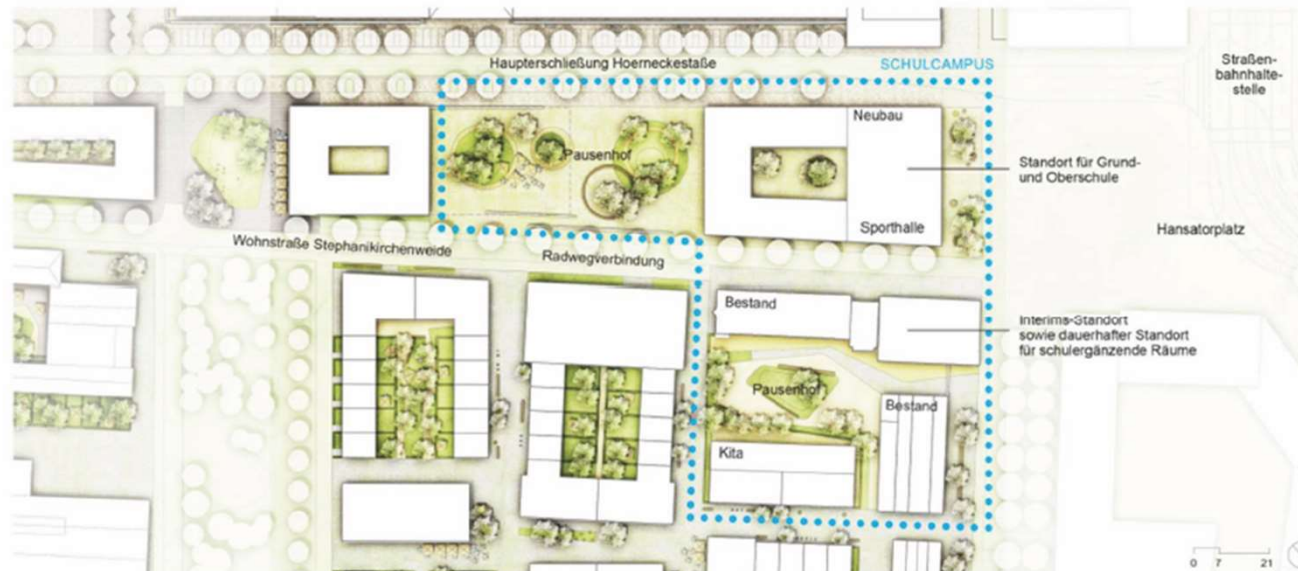 Haupterschließung Hoerneckestaße
SCHULCAMPUS
Straßen-
bahnhalte-
stelle
Neubau
Pausenhof
Standort für Grund-
und Oberschule
Sporthalle
Hansatorplatz
Wohnstraße Stephanikirchenweide
Radwegverbindung
Bestand
Interims-Standort
sowie dauerhafter Standort
für schulergänzende Räume
Pausenhof
Bestand
Kita
0 7 21